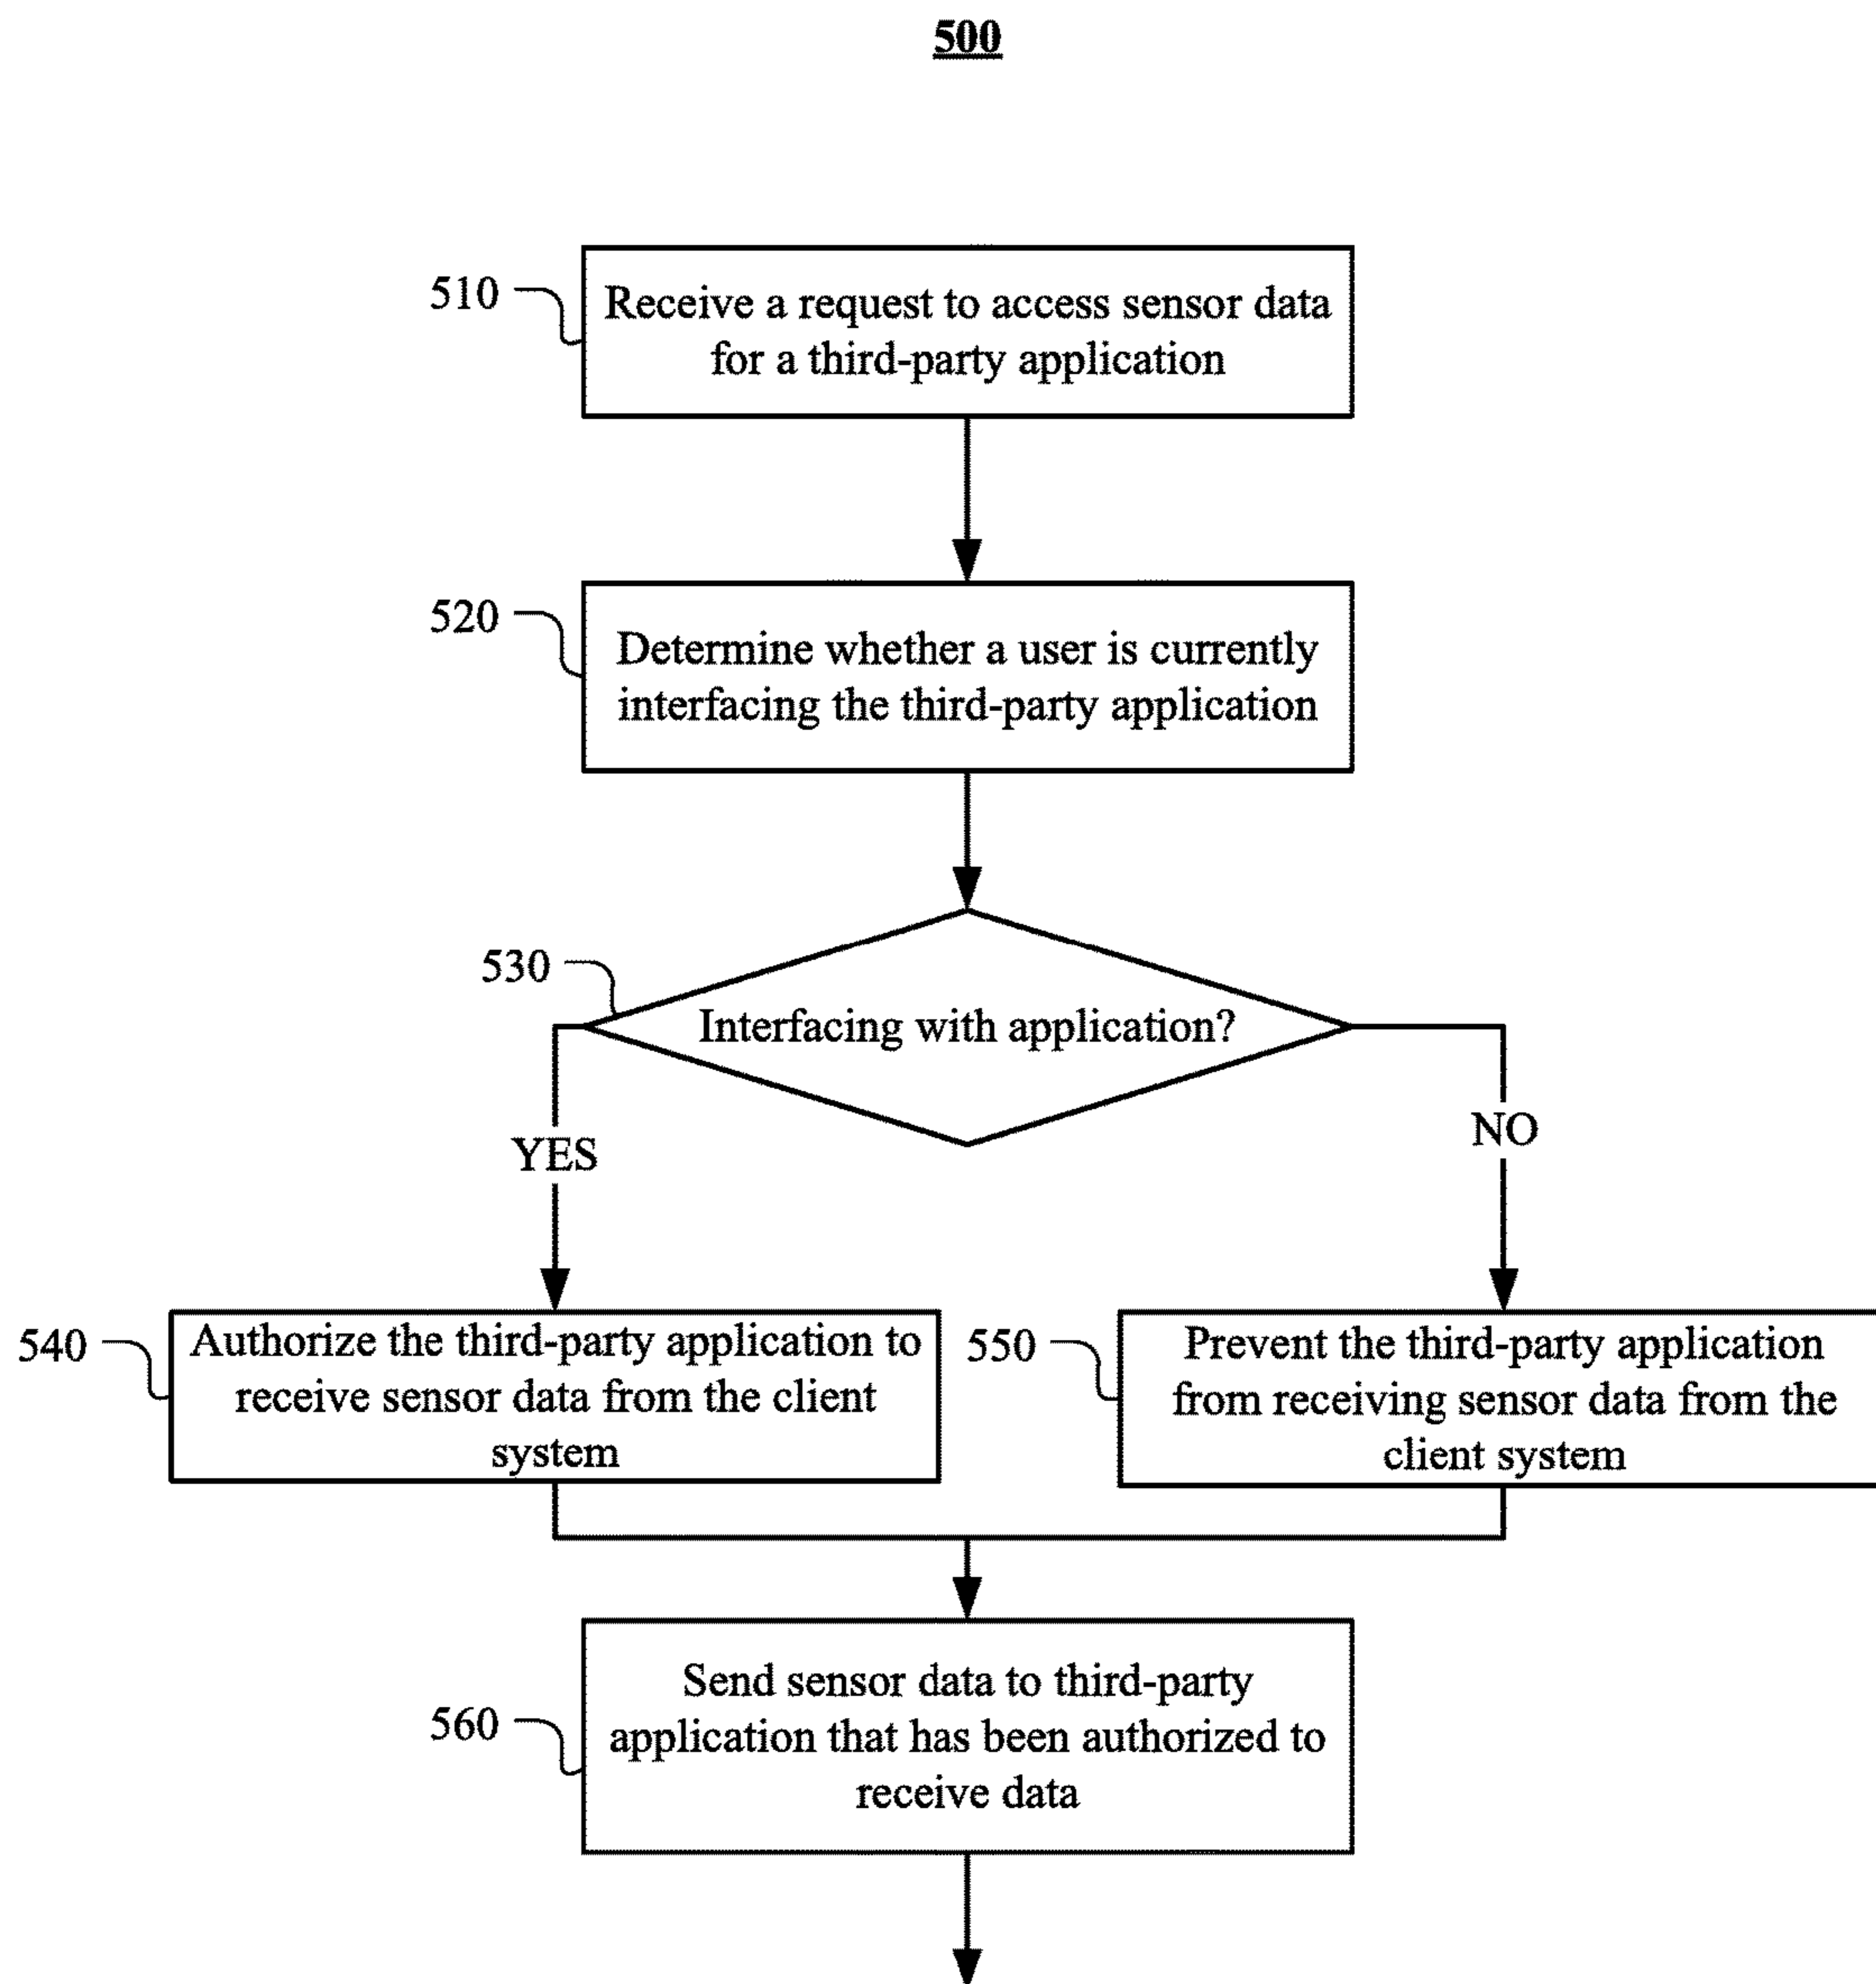 500
510
Receive a request to access sensor data
for a third-party application
520
Determine whether a user is currently
interfacing the third-party application
530
Interfacing with application?
YES
NO
540
Authorize the third-party application to
receive sensor data from the client
system
550
Prevent the third-party application
from receiving sensor data from the
client system
560
Send sensor data to third-party
application that has been authorized to
receive data